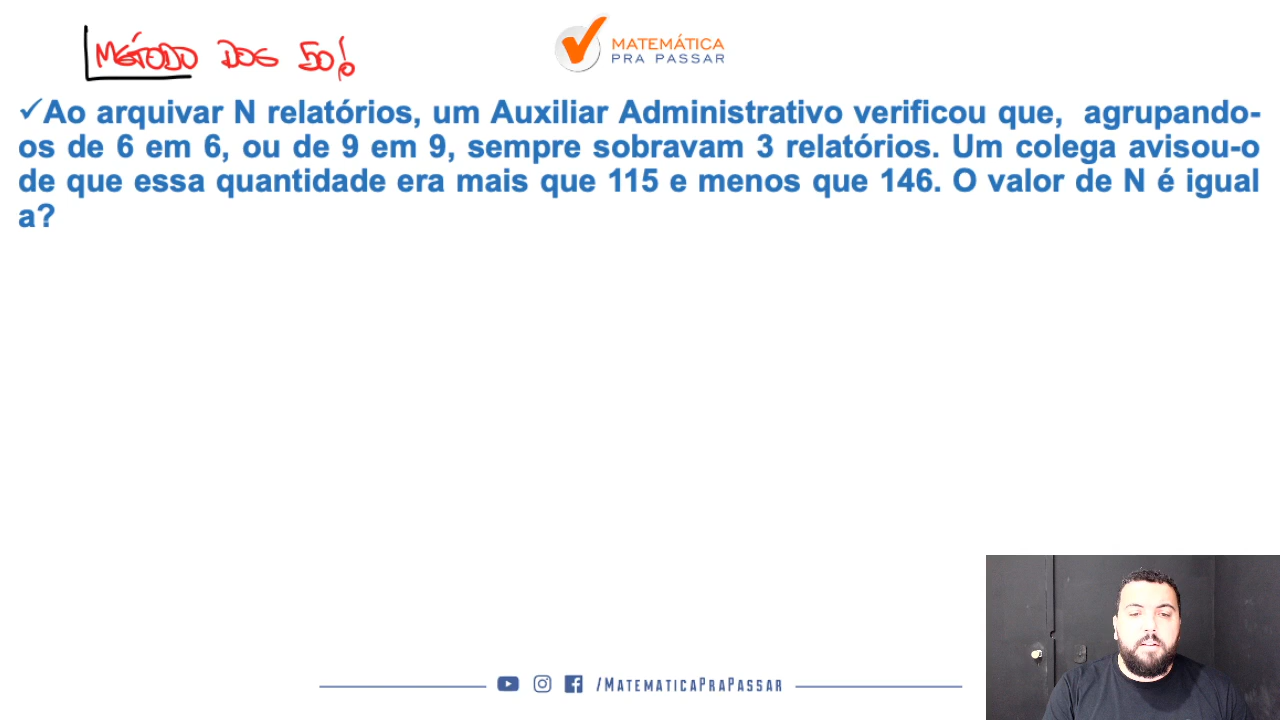 MÉTODO DOS 50!
MATEMÁTICA
PRA PASSAR
✓Ao arquivar N relatórios, um Auxiliar Administrativo verificou que, agrupando-
os de 6 em 6, ou de 9 em 9, sempre sobravam 3 relatórios. Um colega avisou-o
de que essa quantidade era mais que 115 e menos que 146. O valor de N é igual
a?
/MATEMATICAPRAPASSAR